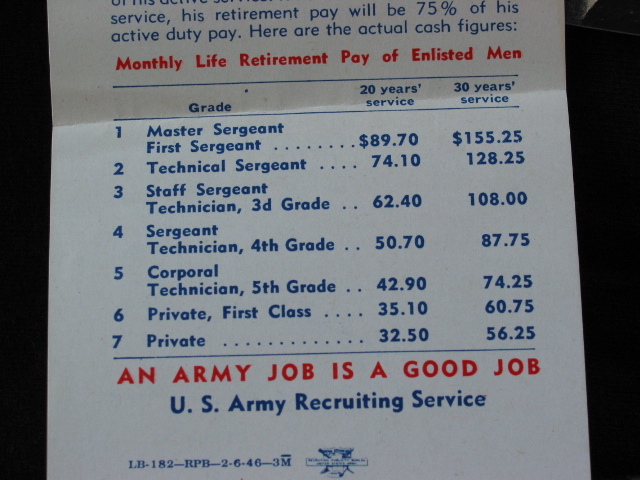 of his active service.
service, his retirement pay will be 75% of his
active duty pay. Here are the actual cash figures:
Monthly Life Retirement Pay of Enlisted Men
Grade 20 years' service 30 years' service
1 Master Sergeant
First Sergeant ........ $89.70 $155.25
2 Technical Sergeant .... 74.10 128.25
3 Staff Sergeant
Technician, 3d Grade .. 62.40 108.00
4 Sergeant
Technician, 4th Grade .. 50.70 87.75
5 Corporal
Technician, 5th Grade .. 42.90 74.25
6 Private, First Class .... 35.10 60.75
7 Private ............. 32.50 56.25
AN ARMY JOB IS A GOOD JOB
U. S. Army Recruiting Service
LB-182—RPB—2-6-46—3M